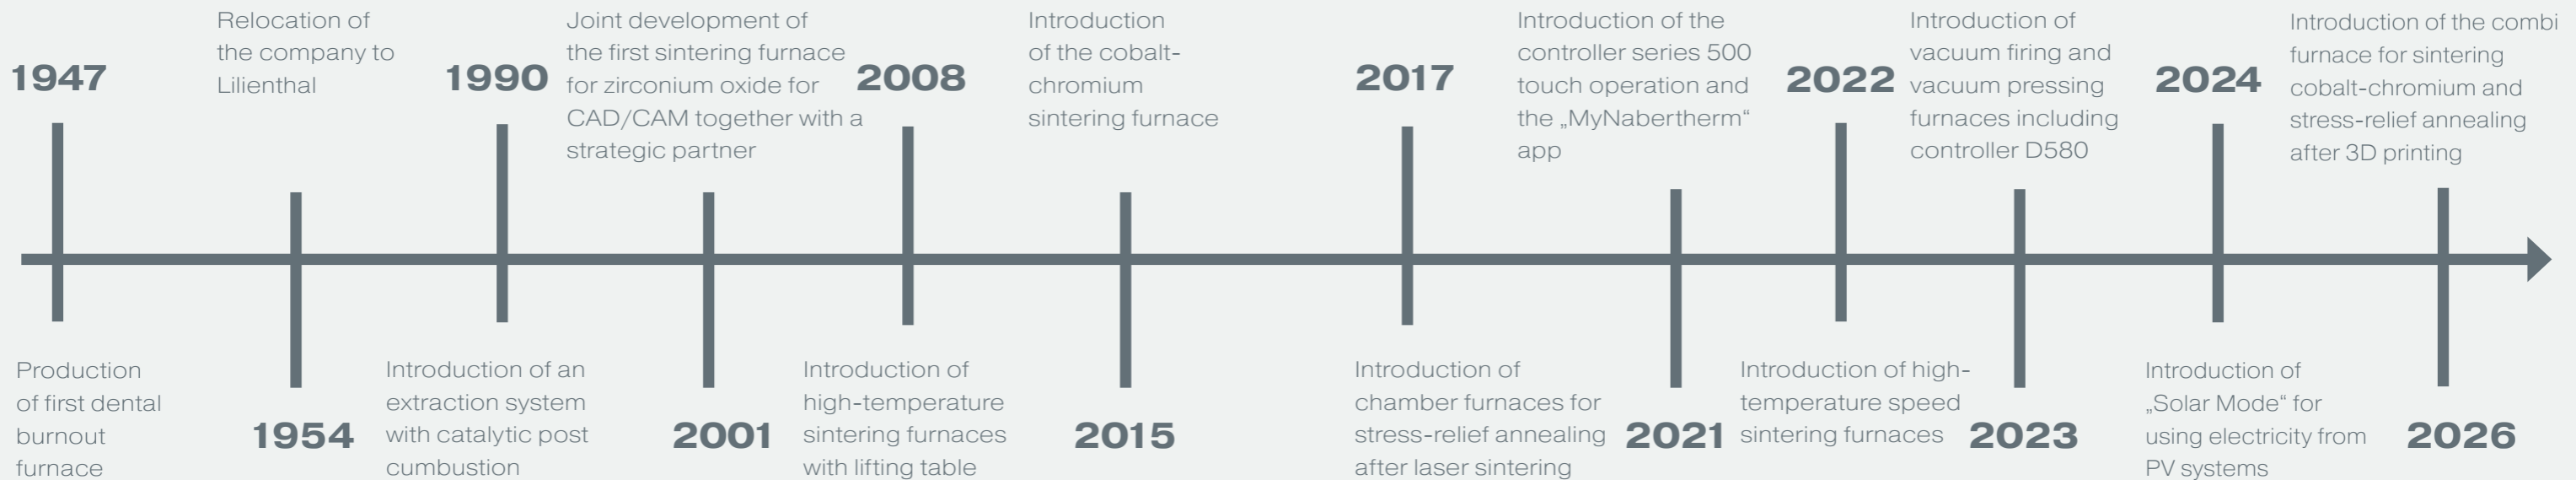 1947
Production
of first dental
burnout
furnace
Relocation of
the company to
Lilienthal
1954
1990
Introduction of an
extraction system
with catalytic post
cumbustion
Joint development of
the first sintering furnace
for zirconium oxide for
CAD/CAM together with a
strategic partner
2001
2008
Introduction of
high-temperature
sintering furnaces
with lifting table
Introduction
of the cobalt-
chromium
sintering furnace
2015
2017
Introduction of
chamber furnaces for
stress-relief annealing
after laser sintering
Introduction of the
controller series 500
touch operation and
the „MyNabertherm“
app
2021
2022
Introduction of high-
temperature speed
sintering furnaces
Introduction of
vacuum firing and
vacuum pressing
furnaces including
controller D580
2023
2024
Introduction of
„Solar Mode“ for
using electricity from
PV systems
Introduction of the combi
furnace for sintering
cobalt-chromium and
stress-relief annealing
after 3D printing
2026